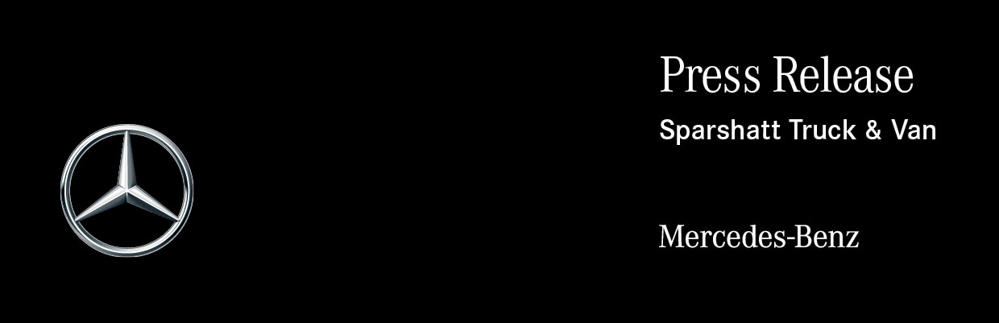 Press Release
Sparshatt Truck & Van
Mercedes-Benz